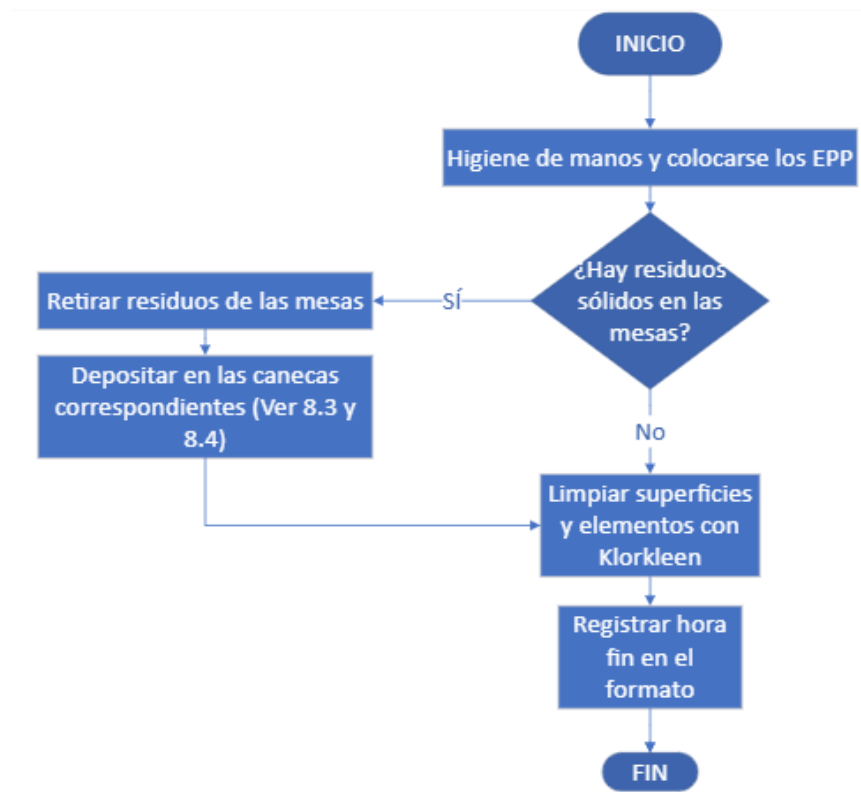 INICIO
Higiene de manos y colocarse los EPP
¿Hay residuos
sólidos en las
mesas?
SÍ
Retirar residuos de las mesas
Depositar en las canecas
correspondientes (Ver 8.3 y
8.4)
No
Limpiar superficies
y elementos con
Klorkleen
Registrar hora
fin en el
formato
FIN